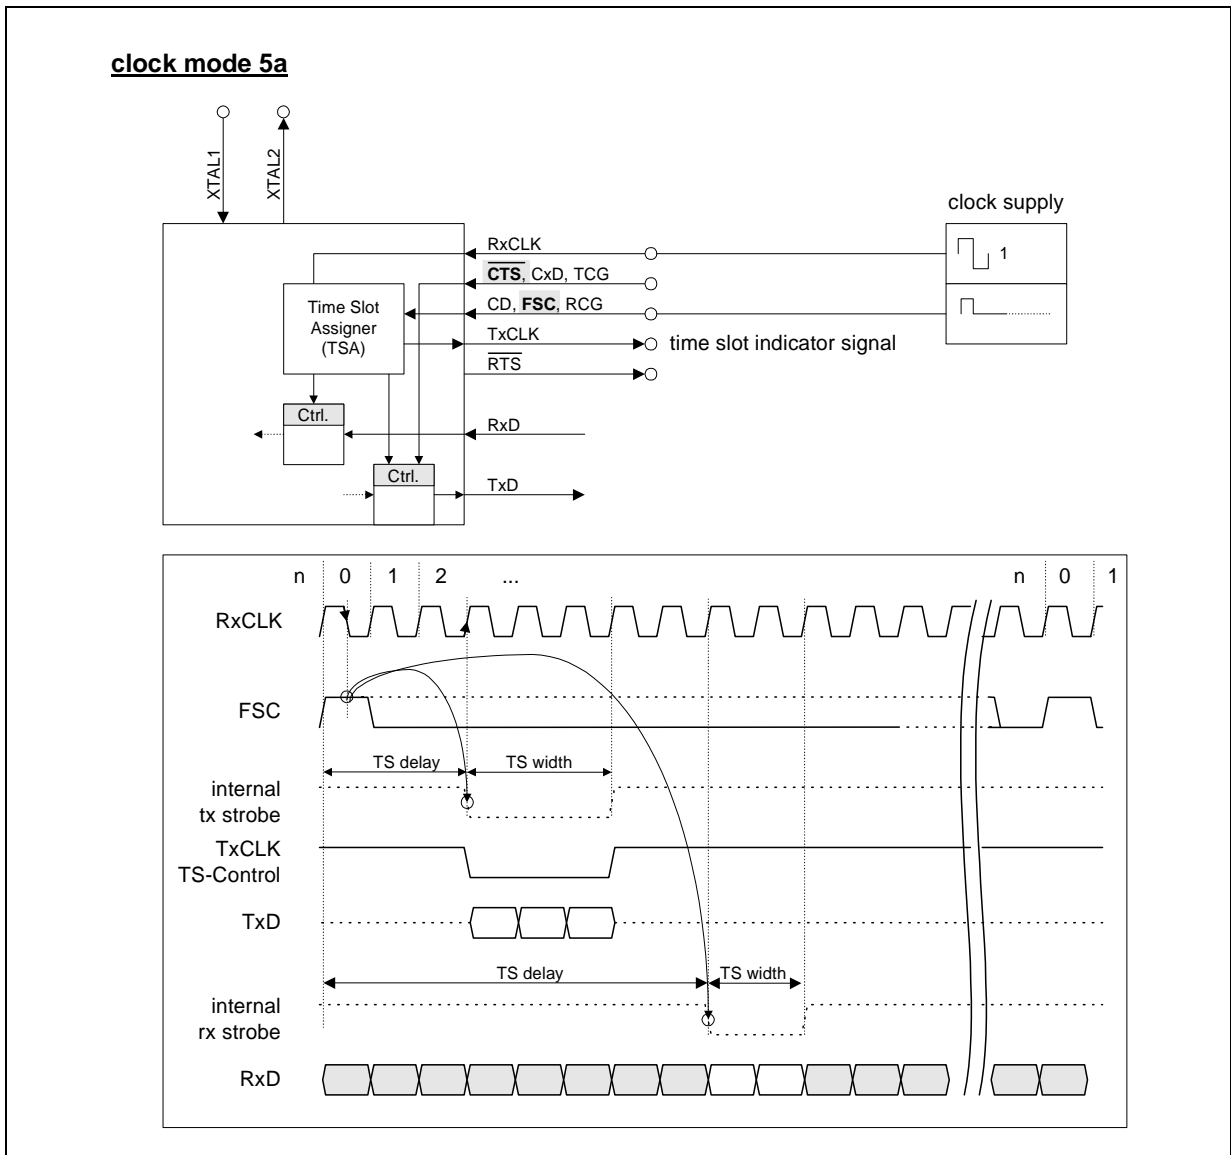 clock mode 5a
XTAL1
XTAL2
clock supply
RxCLK
1
CTS, CxD, TCG
CD, FSC, RCG
Time Slot
Assigner
(TSA)
TxCLK
time slot indicator signal
RTS
Ctrl.
RxD
Ctrl.
TxD
n 0 1 2 ... n 0 1
RxCLK
FSC
TS delay TS width
internal
tx strobe
TxCLK
TS-Control
TxD
TS delay TS width
internal
rx strobe
RxD